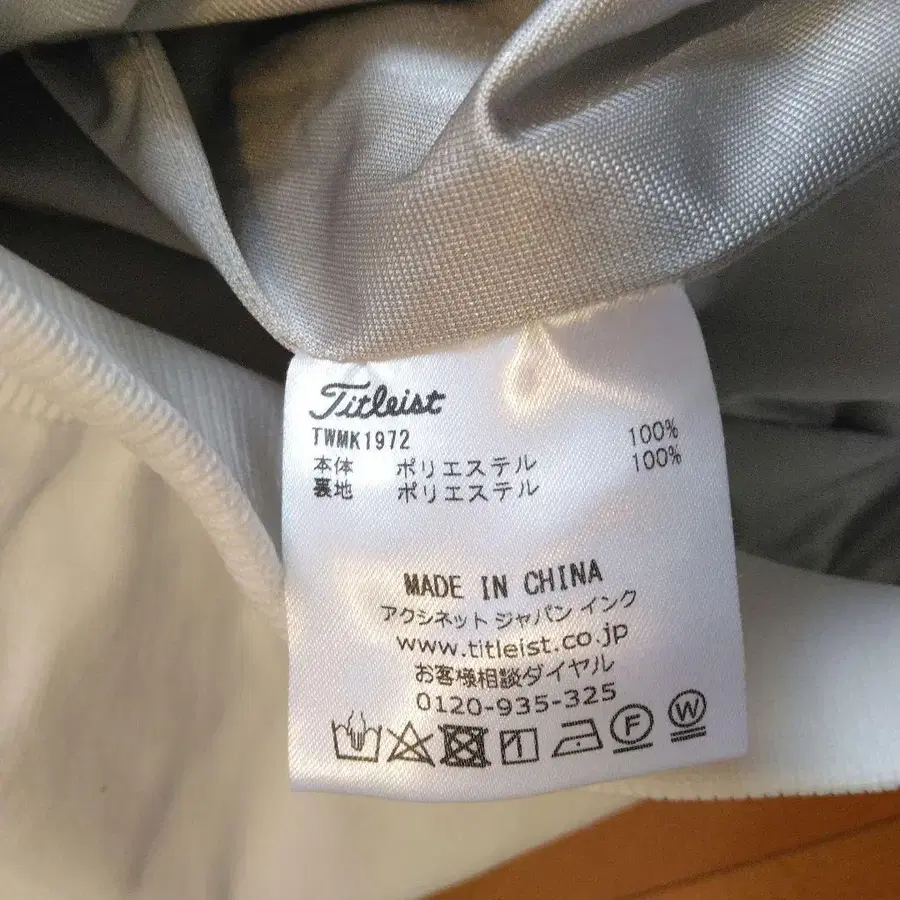 Titleist
TWMK1972
本体 ポリエステル 100%
裏地 ポリエステル 100%
MADE IN CHINA
アクシネット ジャパン インク
www.titleist.co.jp
お客様相談ダイヤル
0120-935-325
F W